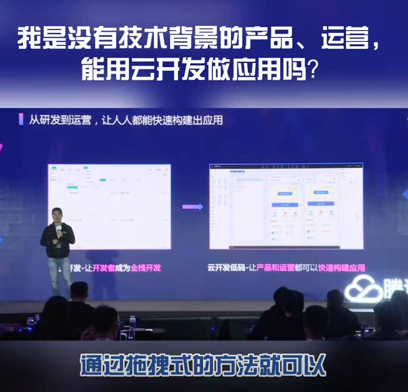 我是没有技术背景的产品、运营，
能用云开发做应用吗？
从研发到运营，让人人都能快速构建出应用
开发-让开发者成为全栈开发
云开发低码-让产品和运营都可以快速构建应用
腾
通过拖拽式的方法就可以